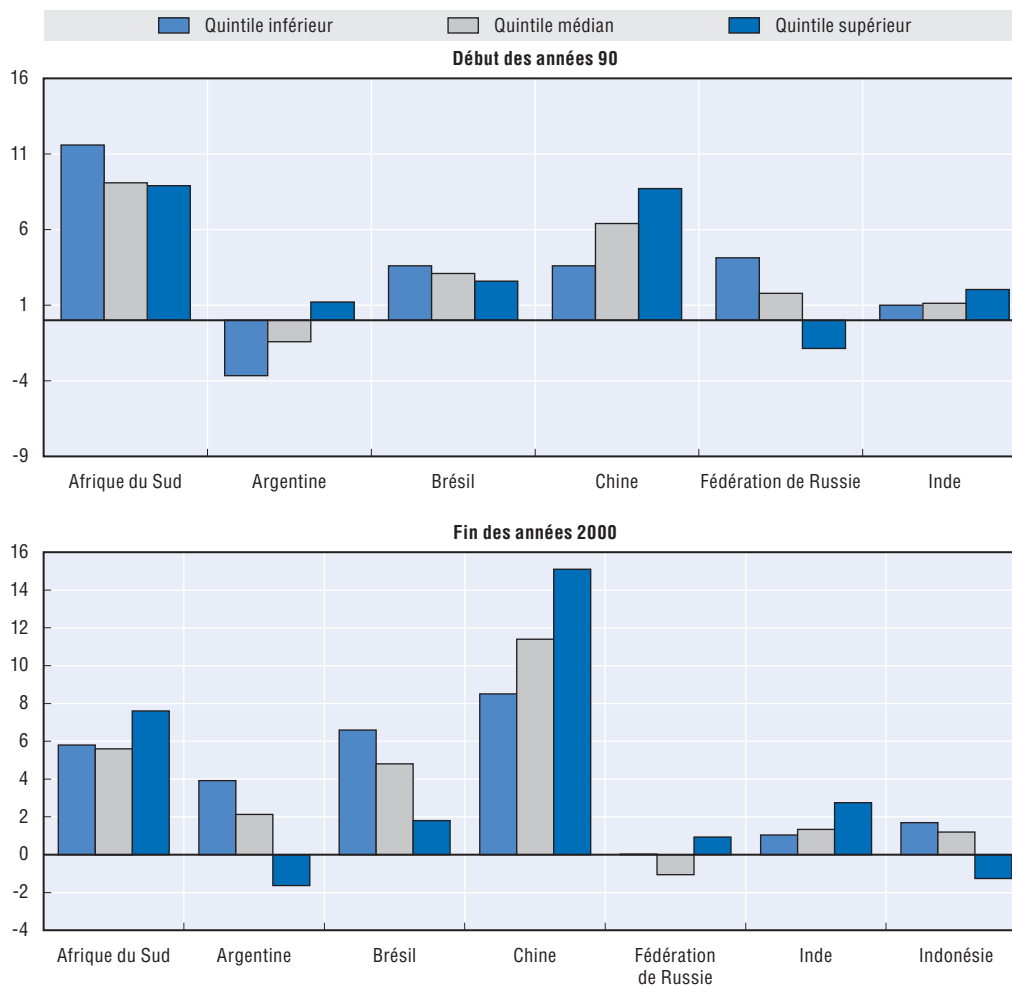 Quintile inférieur Quintile médian Quintile supérieur
Début des années 90
16
11
6
1
-4
-9
Afrique du Sud Argentine Brésil Chine Fédération de Russie Inde
Fin des années 2000
16
14
12
10
8
6
4
2
0
-2
-4
Afrique du Sud Argentine Brésil Chine Fédération Inde Indonésie
de Russie